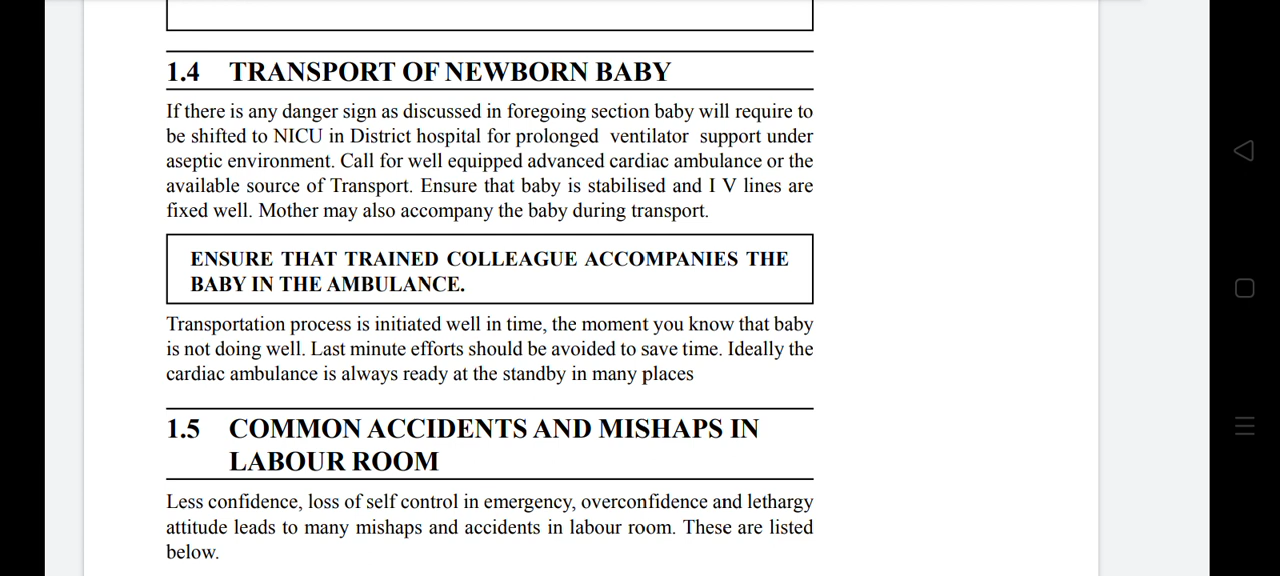 1.4 TRANSPORT OF NEWBORN BABY
If there is any danger sign as discussed in foregoing section baby will require to
be shifted to NICU in District hospital for prolonged ventilator support under
aseptic environment. Call for well equipped advanced cardiac ambulance or the
available source of Transport. Ensure that baby is stabilised and I V lines are
fixed well. Mother may also accompany the baby during transport.
ENSURE THAT TRAINED COLLEAGUE ACCOMPANIES THE
BABY IN THE AMBULANCE.
Transportation process is initiated well in time, the moment you know that baby
is not doing well. Last minute efforts should be avoided to save time. Ideally the
cardiac ambulance is always ready at the standby in many places
1.5 COMMON ACCIDENTS AND MISHAPS IN
LABOUR ROOM
Less confidence, loss of self control in emergency, overconfidence and lethargy
attitude leads to many mishaps and accidents in labour room. These are listed
below.